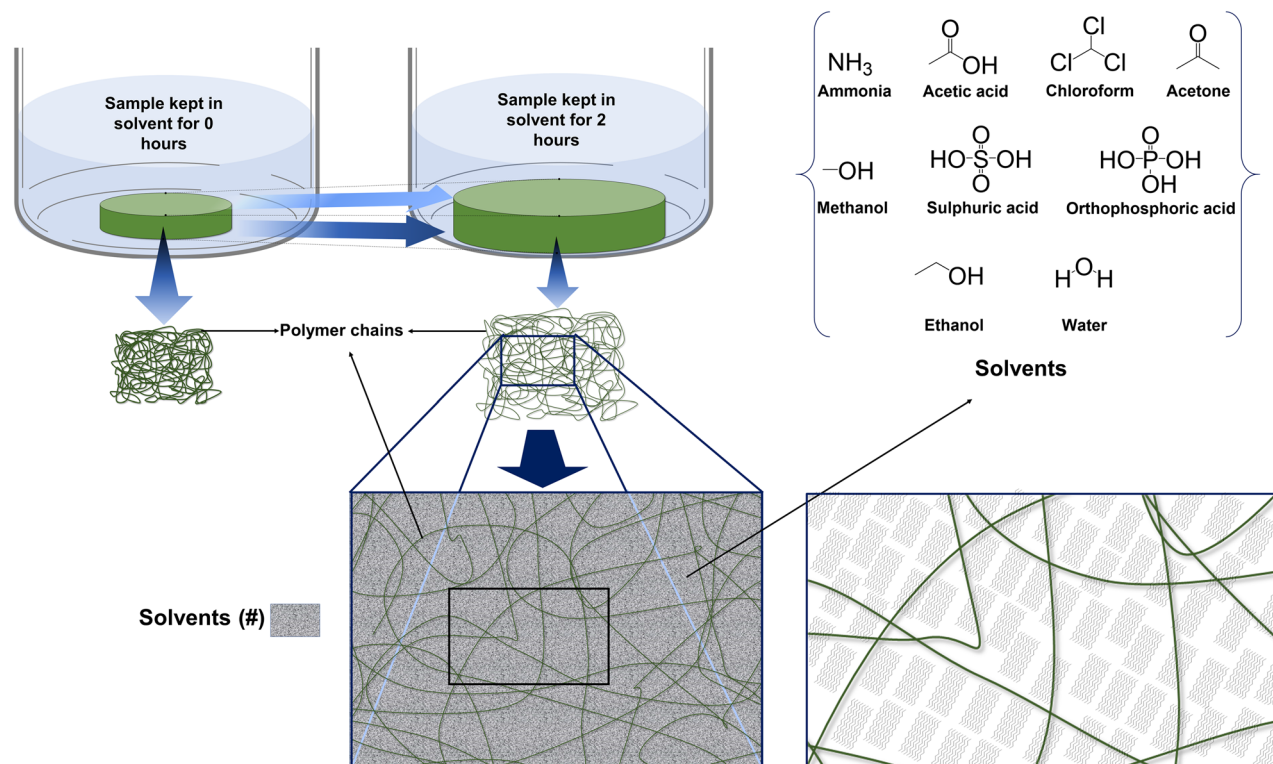 Sample kept in
solvent for 0
hours
Sample kept in
solvent for 2
hours
O
OH
Cl
Cl
Cl
O
NH3
Ammonia
Acetic acid
Chloroform
Acetone
OH
O
HO-S-OH
O
O
HO-P-OH
OH
Methanol
Sulphuric acid
Orthophosphoric acid
OH
H O H
Ethanol
Water
Solvents
Polymer chains
Solvents (#)